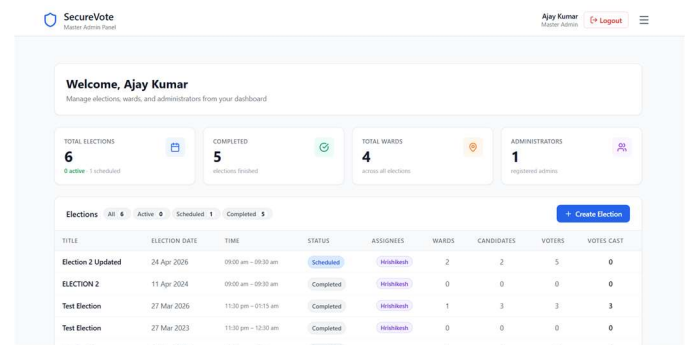 SecureVote
Master Admin Panel
Ajay Kumar
Master Admin
Logout
Welcome, Ajay Kumar
Manage elections, wards, and administrators from your dashboard
TOTAL ELECTIONS
6
0 active · 1 scheduled
COMPLETED
5
elections finished
TOTAL WARDS
4
across all elections
ADMINISTRATORS
1
registered admins
Elections All 6 Active 0 Scheduled 1 Completed 5
+ Create Election
TITLE ELECTION DATE TIME STATUS ASSIGNEES WARDS CANDIDATES VOTERS VOTES CAST
Election 2 Updated 24 Apr 2026 09:00 am – 09:30 am Scheduled Hrishikesh 2 2 5 0
ELECTION 2 11 Apr 2024 09:00 am – 09:30 am Completed Hrishikesh 0 0 0 0
Test Election 27 Mar 2026 11:30 pm – 01:15 am Completed Hrishikesh 1 3 3 3
Test Election 27 Mar 2023 11:30 pm – 12:30 am Completed Hrishikesh 0 0 0 0